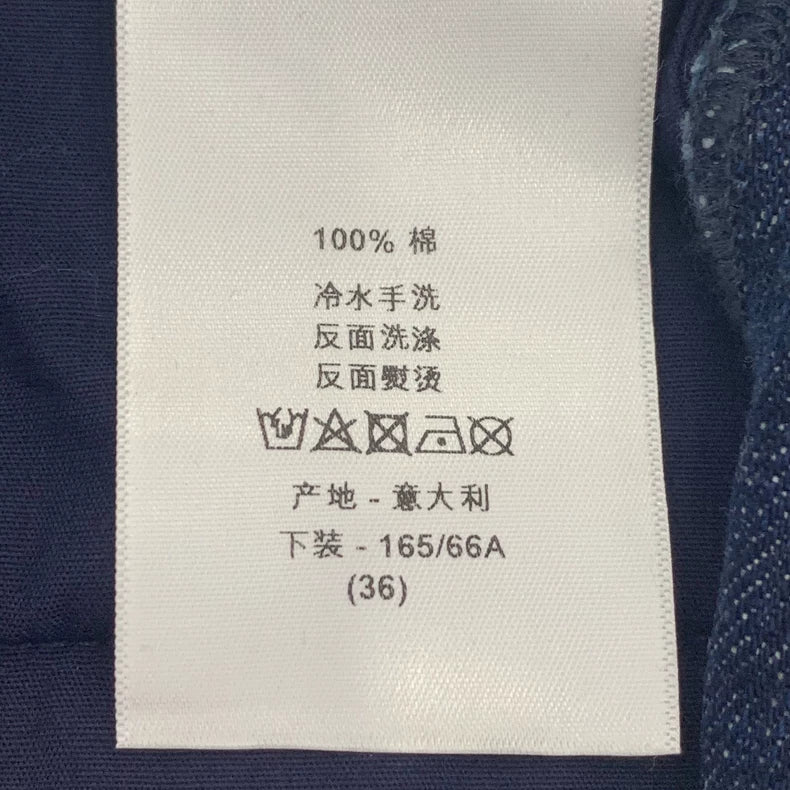 100% 棉
冷水手洗
反面洗涤
反面熨烫
产地 - 意大利
下装 - 165/66A
(36)